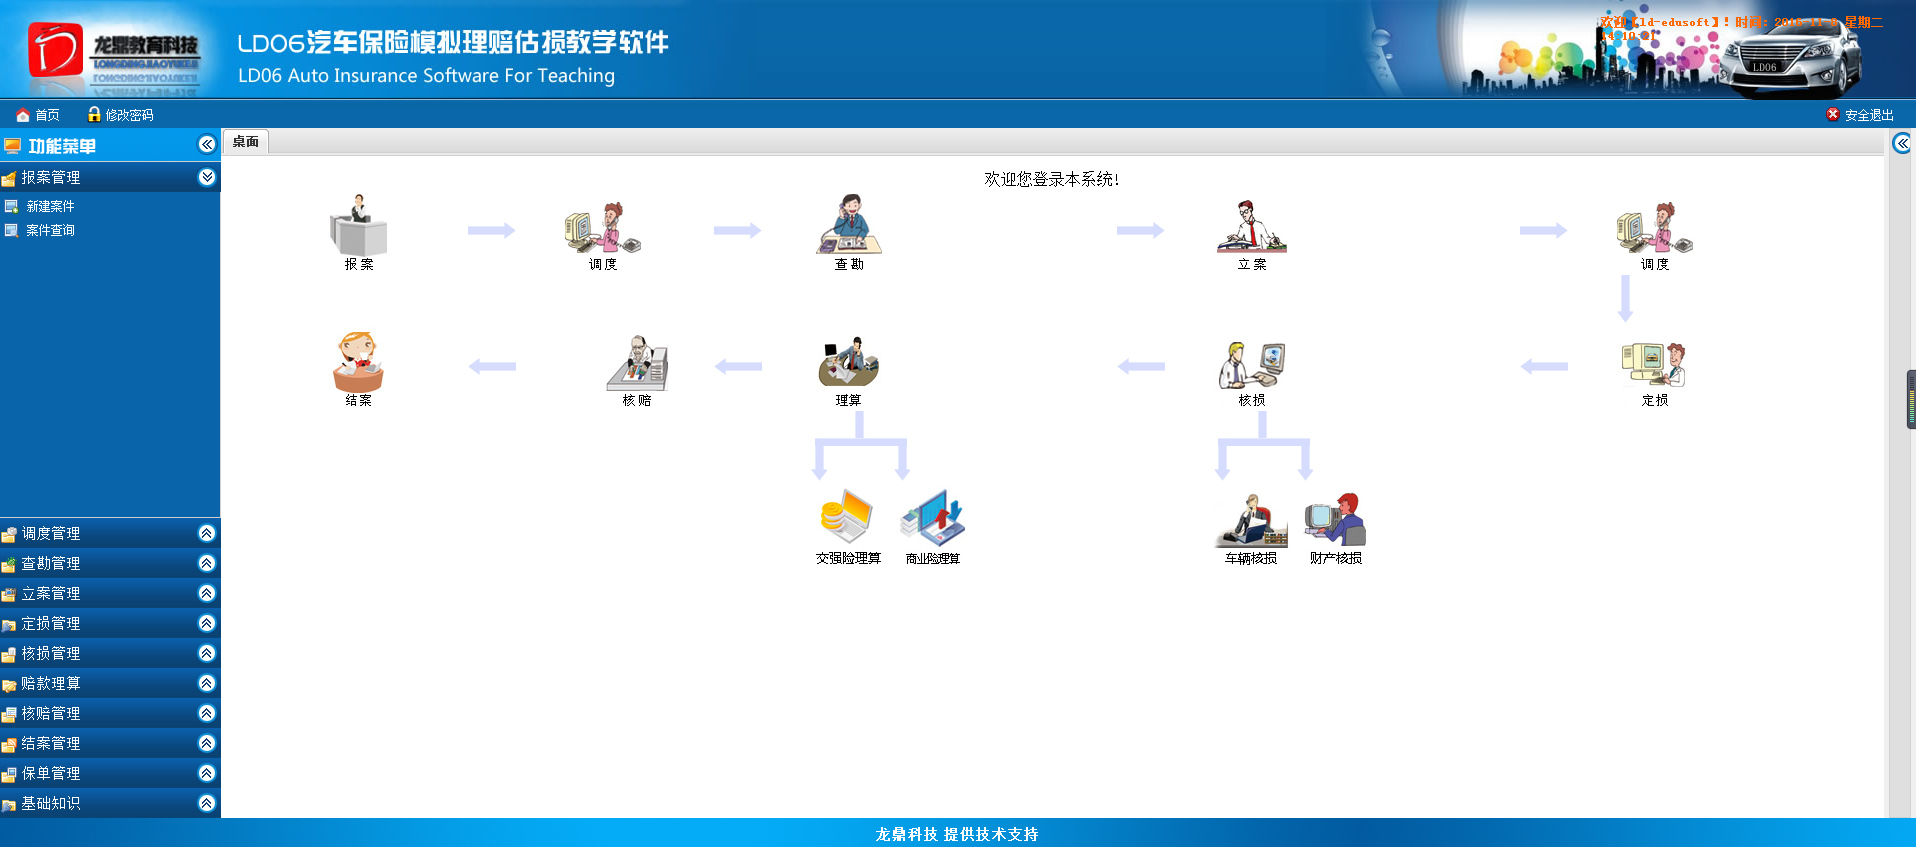 龙鼎教育科技
LONGDINGJIAOYUKEJI
LD06汽车保险模拟理赔估损教学软件
LD06 Auto Insurance Software For Teaching
欢迎【ld-edusoft】! 时间: 2016-11-8 星期二
14:10:21
LD06
首页
修改密码
安全退出
功能菜单
桌面
报案管理
新建案件
案件查询
欢迎您登录本系统!
报案
调度
查勘
立案
调度
结案
核赔
理算
核损
定损
交强险理算
商业险理算
车辆核损
财产核损
调度管理
查勘管理
立案管理
定损管理
核损管理
赔款理算
核赔管理
结案管理
保单管理
基础知识
龙鼎科技 提供技术支持